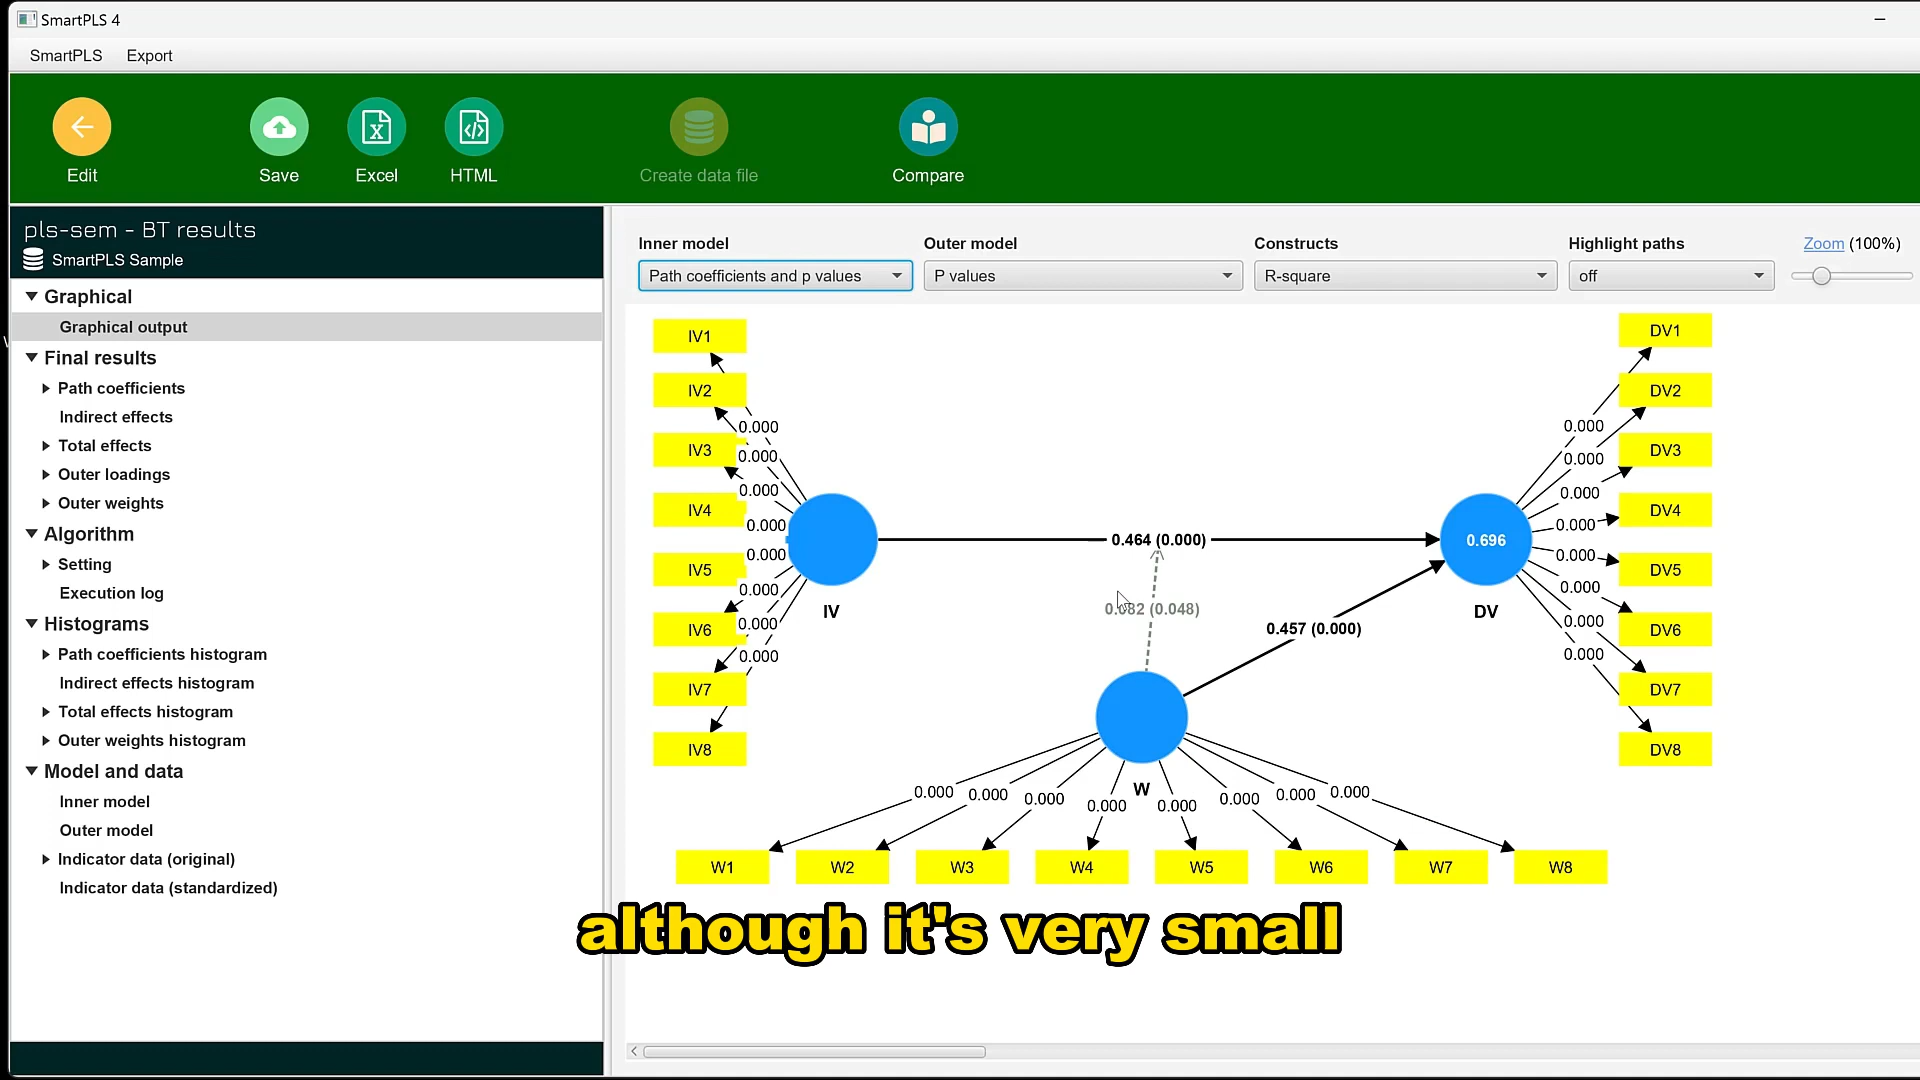 SmartPLS 4
SmartPLS Export
Edit Save Excel HTML Create data file Compare
pls-sem - BT results
SmartPLS Sample
Graphical
Graphical output
Final results
Path coefficients
Indirect effects
Total effects
Outer loadings
Outer weights
Algorithm
Setting
Execution log
Histograms
Path coefficients histogram
Indirect effects histogram
Total effects histogram
Outer weights histogram
Model and data
Inner model
Outer model
Indicator data (original)
Indicator data (standardized)
Inner model Outer model Constructs Highlight paths Zoom (100%)
Path coefficients and p values P values R-square off
IV1
IV2
IV3
IV4
IV5
IV6
IV7
IV8
0.000
0.000
0.000
0.000
0.000
0.000
0.000
0.000
IV
0.464 (0.000)
(0.048)
0.457 (0.000)
0.696
DV
0.000
0.000
0.000
0.000
0.000
0.000
0.000
0.000
DV1
DV2
DV3
DV4
DV5
DV6
DV7
DV8
W
0.000 0.000 0.000 0.000 0.000 0.000 0.000 0.000
W1 W2 W3 W4 W5 W6 W7 W8
although it's very small